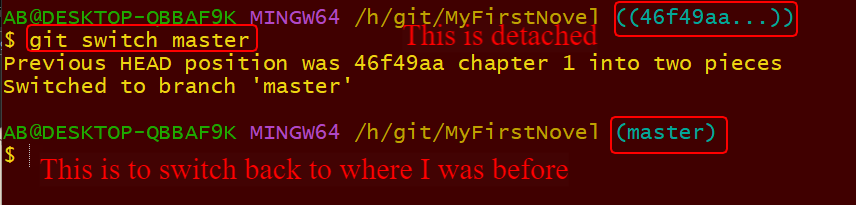 AB@DESKTOP-QBBAF9K MINGW64 /h/git/MyFirstNovel ((46f49aa...))
$ git switch master
This is detached
Previous HEAD position was 46f49aa chapter 1 into two pieces
Switched to branch 'master'
AB@DESKTOP-QBBAF9K MINGW64 /h/git/MyFirstNovel (master)
$
This is to switch back to where I was before